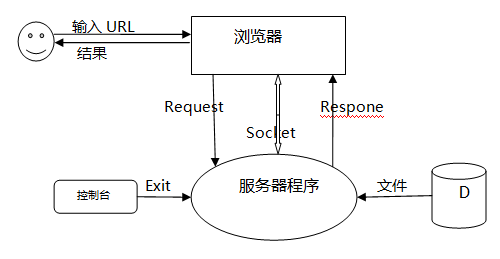 输入 URL
浏览器
结果
Request
Respone
Socket
控制台
Exit
服务器程序
文件
D